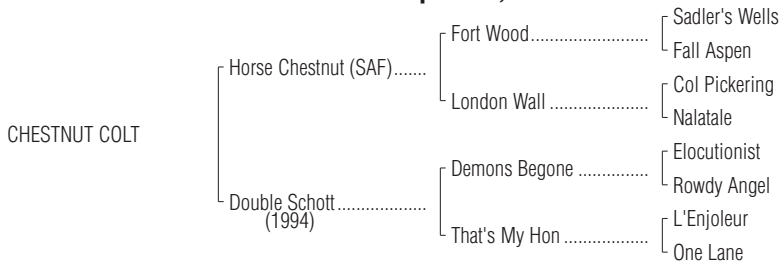 Sadler's Wells
Fort Wood..........................
Fall Aspen
Horse Chestnut (SAF).......
Col Pickering
London Wall ......................
Nalatale
CHESTNUT COLT
Elocutionist
Demons Begone ................
Rowdy Angel
Double Schott....................
(1994)
L'Enjoleur
That's My Hon ...................
One Lane